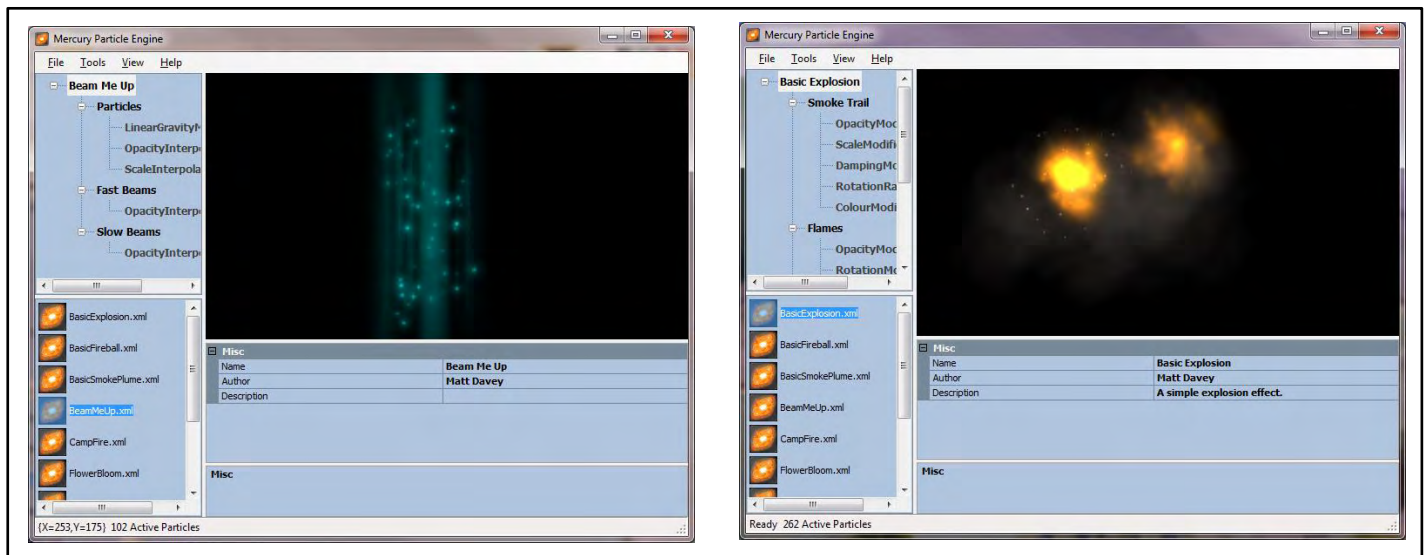 Mercury Particle Engine
File Tools View Help
Beam Me Up
Particles
LinearGravityM
OpacityInterp
ScaleInterpola
Fast Beams
OpacityInterp
Slow Beams
OpacityInterp
BasicExplosion.xml
BasicFireball.xml
BasicSmokePlume.xml
BeamMeUp.xml
CampFire.xml
FlowerBloom.xml
Misc
Name Beam Me Up
Author Matt Davey
Description
Misc
{X=253,Y=175} 102 Active Particles
Mercury Particle Engine
File Tools View Help
Basic Explosion
Smoke Trail
OpacityMod
ScaleModifi
DampingMo
RotationRa
ColourModi
Flames
OpacityMod
RotationMo
BasicExplosion.xml
BasicFireball.xml
BasicSmokePlume.xml
BeamMeUp.xml
CampFire.xml
FlowerBloom.xml
Misc
Name Basic Explosion
Author Matt Davey
Description A simple explosion effect.
Misc
Ready 262 Active Particles